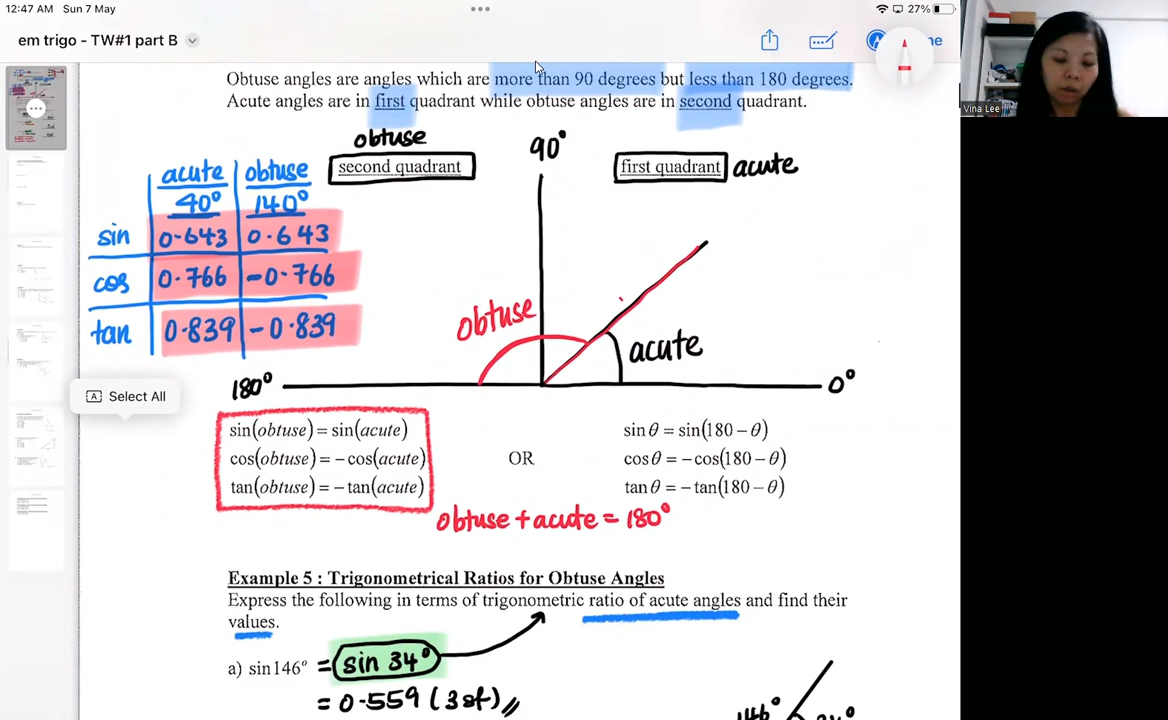 12:47 AM Sun 7 May
27%
em trigo - TW#1 part B
Vina Lee
Obtuse angles are angles which are more than 90 degrees but less than 180 degrees.
Acute angles are in first quadrant while obtuse angles are in second quadrant.
obtuse
second quadrant
90°
first quadrant acute
acute obtuse
40° 140°
sin 0.643 0.643
cos 0.766 -0.766
tan 0.839 -0.839
obtuse
acute
180°
0°
Select All
sin(obtuse) = sin(acute)
cos(obtuse) = −cos(acute)
tan(obtuse) = −tan(acute)
OR
sin θ = sin(180 − θ)
cos θ = −cos(180 − θ)
tan θ = −tan(180 − θ)
obtuse + acute = 180°
Example 5 : Trigonometrical Ratios for Obtuse Angles
Express the following in terms of trigonometric ratio of acute angles and find their
values.
a) sin146° = sin 34°
= 0.559 (3sf)
146°